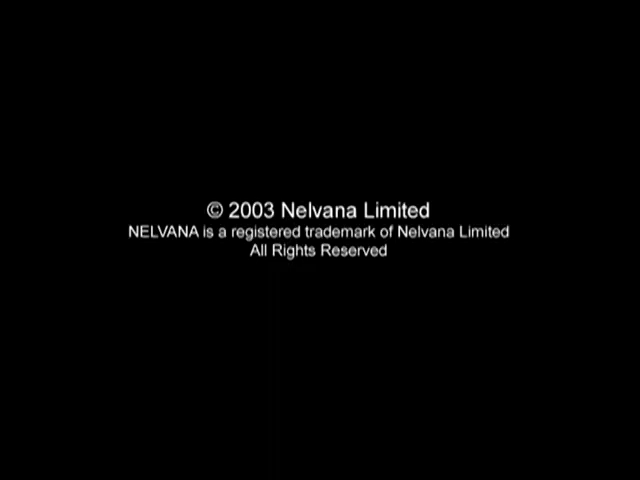 © 2003 Nelvana Limited
NELVANA is a registered trademark of Nelvana Limited
All Rights Reserved